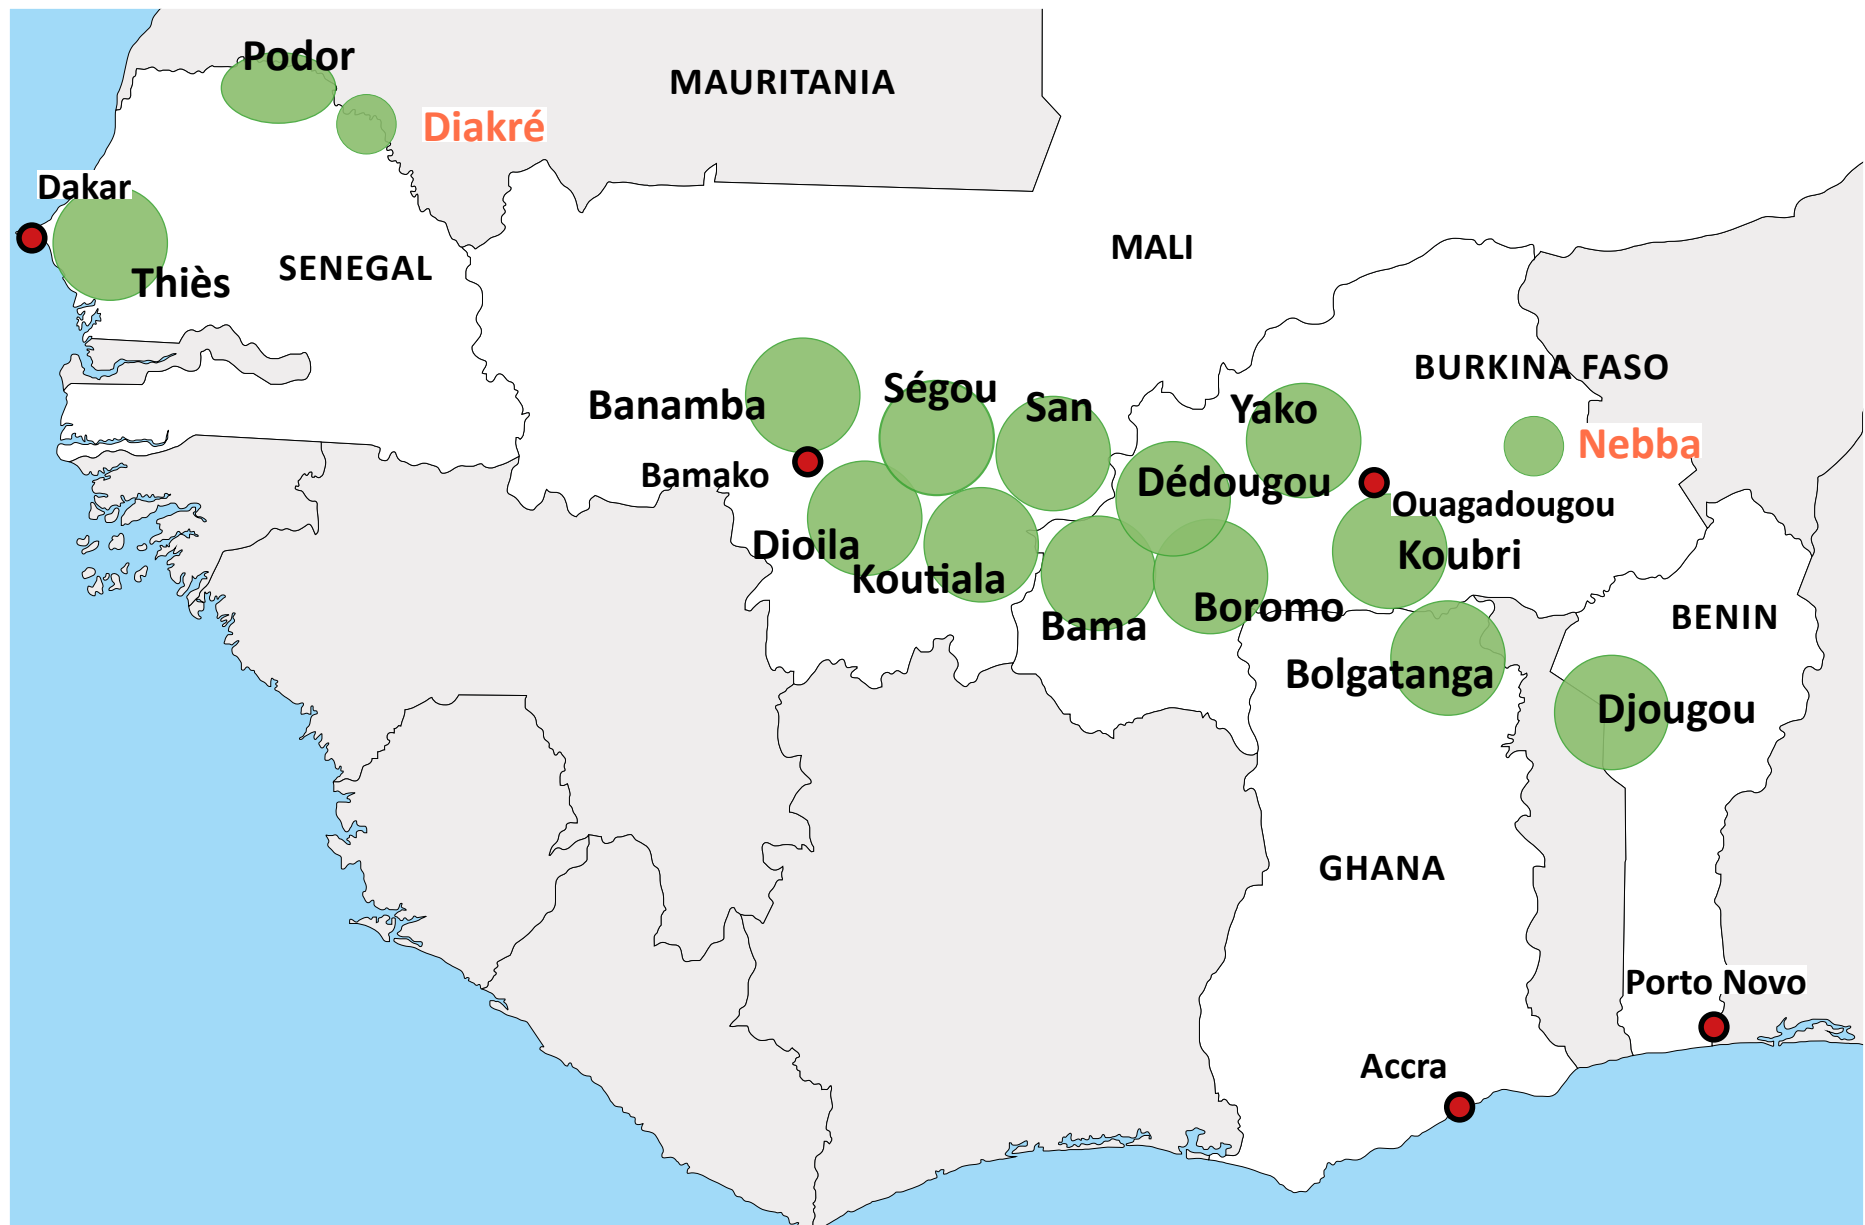 Podor
MAURITANIA
Diakré
Dakar
MALI
SENEGAL
Thiès
BURKINA FASO
Ségou
Banamba
San
Yako
Nebba
Bamako
Dédougou
Ouagadougou
Dioila
Koubri
Koutiala
Boromo
BENIN
Bama
Bolgatanga
Djougou
GHANA
Porto Novo
Accra